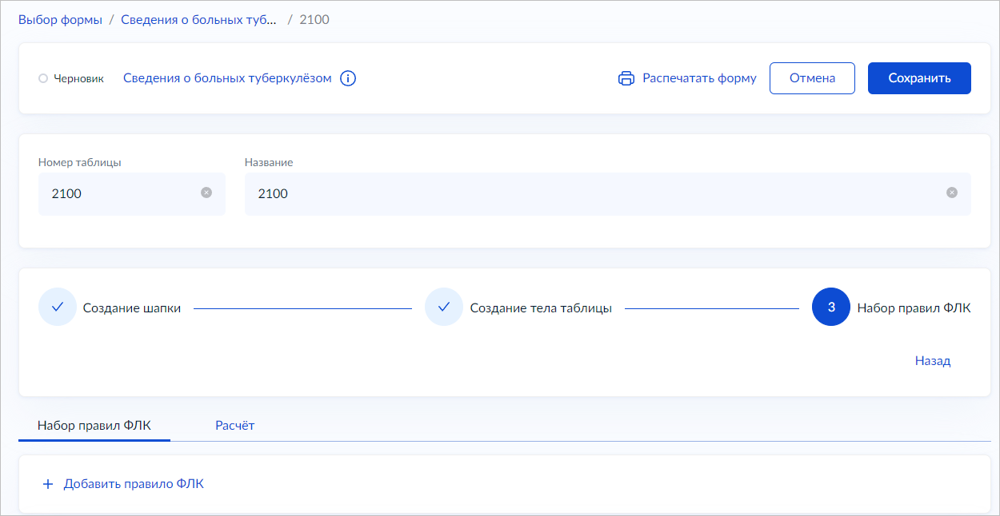 Выбор формы / Сведения о больных туб... / 2100
Черновик Сведения о больных туберкулёзом Распечатать форму Отмена Сохранить
Номер таблицы Название
2100 2100
Создание шапки Создание тела таблицы 3 Набор правил ФЛК
Назад
Набор правил ФЛК Расчёт
+ Добавить правило ФЛК